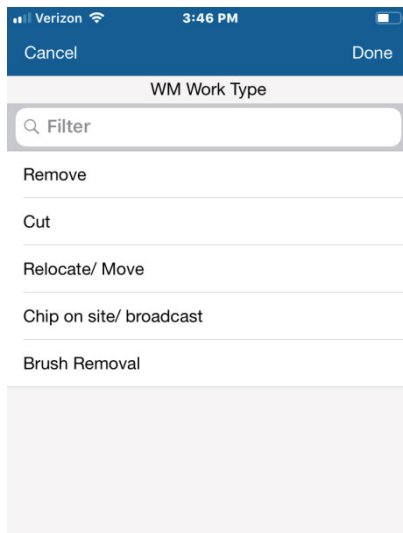 Verizon 3:46 PM
Cancel Done
WM Work Type
Filter
Remove
Cut
Relocate/ Move
Chip on site/ broadcast
Brush Removal